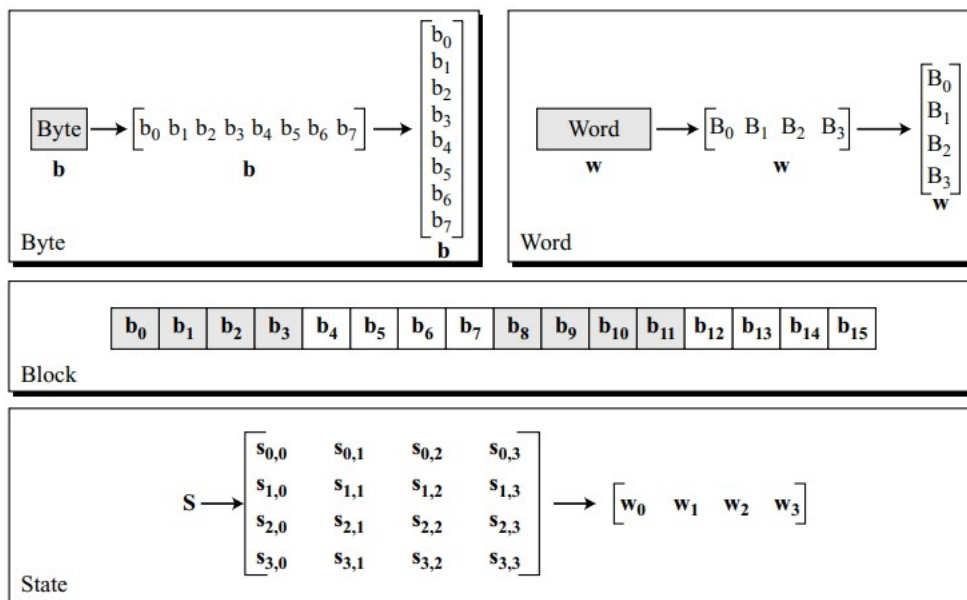 Byte
b
b₀ b₁ b₂ b₃ b₄ b₅ b₆ b₇
b
b₀
b₁
b₂
b₃
b₄
b₅
b₆
b₇
b
Byte
Word
w
B₀ B₁ B₂ B₃
w
B₀
B₁
B₂
B₃
w
Word
b₀ b₁ b₂ b₃ b₄ b₅ b₆ b₇ b₈ b₉ b₁₀ b₁₁ b₁₂ b₁₃ b₁₄ b₁₅
Block
S
s₀,₀ s₀,₁ s₀,₂ s₀,₃
s₁,₀ s₁,₁ s₁,₂ s₁,₃
s₂,₀ s₂,₁ s₂,₂ s₂,₃
s₃,₀ s₃,₁ s₃,₂ s₃,₃
w₀ w₁ w₂ w₃
State